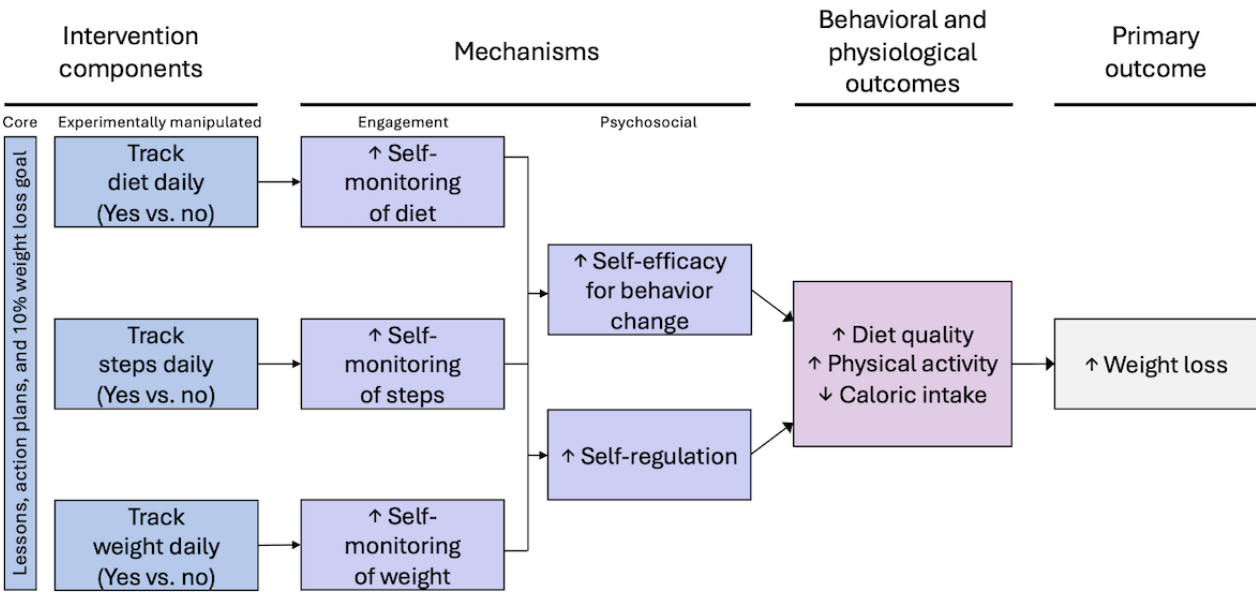 Intervention
components
Mechanisms
Behavioral and
physiological
outcomes
Primary
outcome
Core
Experimentally manipulated
Engagement
Psychosocial
Lessons, action plans, and 10% weight loss goal
Track
diet daily
(Yes vs. no)
↑ Self-
monitoring
of diet
Track
steps daily
(Yes vs. no)
↑ Self-
monitoring
of steps
Track
weight daily
(Yes vs. no)
↑ Self-
monitoring
of weight
↑ Self-efficacy
for behavior
change
↑ Self-regulation
↑ Diet quality
↑ Physical activity
↓ Caloric intake
↑ Weight loss